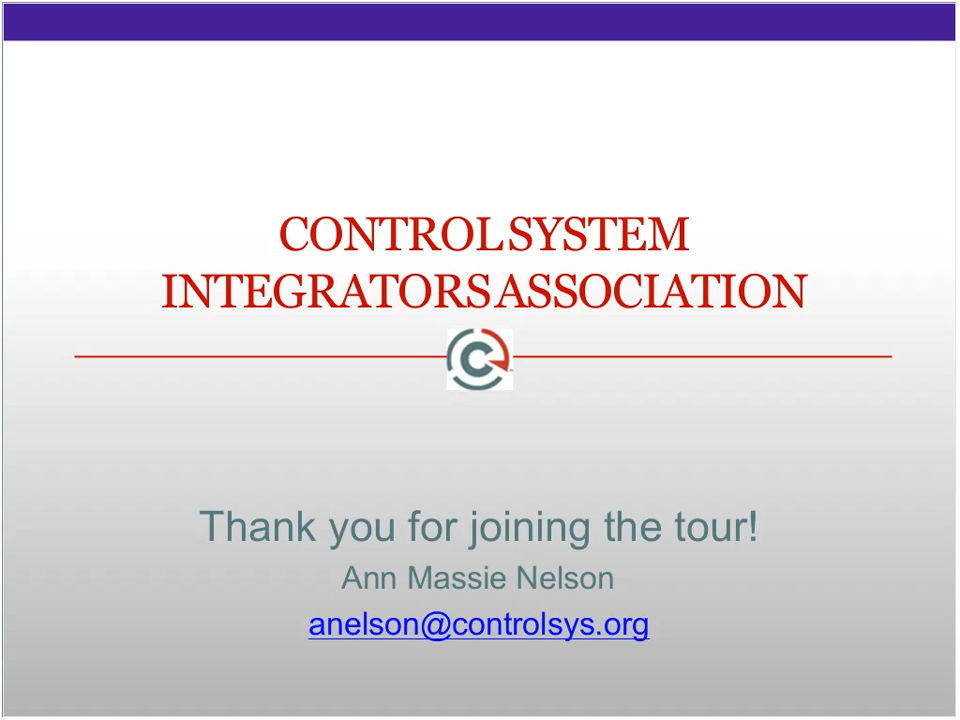 CONTROL SYSTEM
INTEGRATORS ASSOCIATION
C
Thank you for joining the tour!
Ann Massie Nelson
anelson@controlsys.org